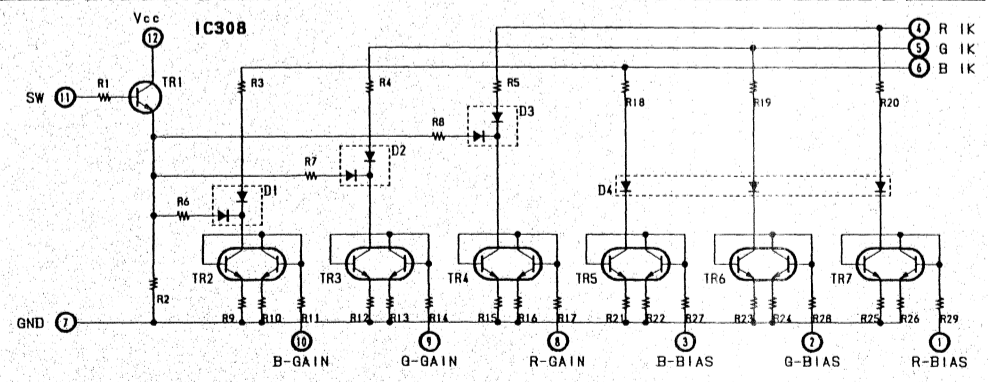 Vcc
IC308
12
4 R IK
5 G IK
6 B IK
R1
TR1
R3
R4
R5
SW 11
R18
R19
R20
R8
D3
R7
D2
D4
R6
D1
TR2
TR3
TR4
TR5
TR6
TR7
R2
GND 7
R9
R10
R11
R12
R13
R14
R15
R16
R17
R21
R22
R27
R23
R24
R28
R25
R26
R29
10
9
8
3
2
1
B-GAIN
G-GAIN
R-GAIN
B-BIAS
G-BIAS
R-BIAS